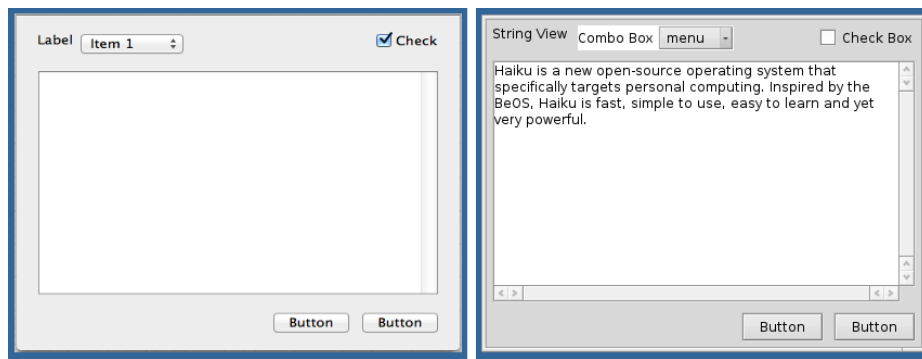 Label Item 1 Check
Button Button
String View Combo Box menu Check Box
Haiku is a new open-source operating system that
specifically targets personal computing. Inspired by the
BeOS, Haiku is fast, simple to use, easy to learn and yet
very powerful.
Button Button